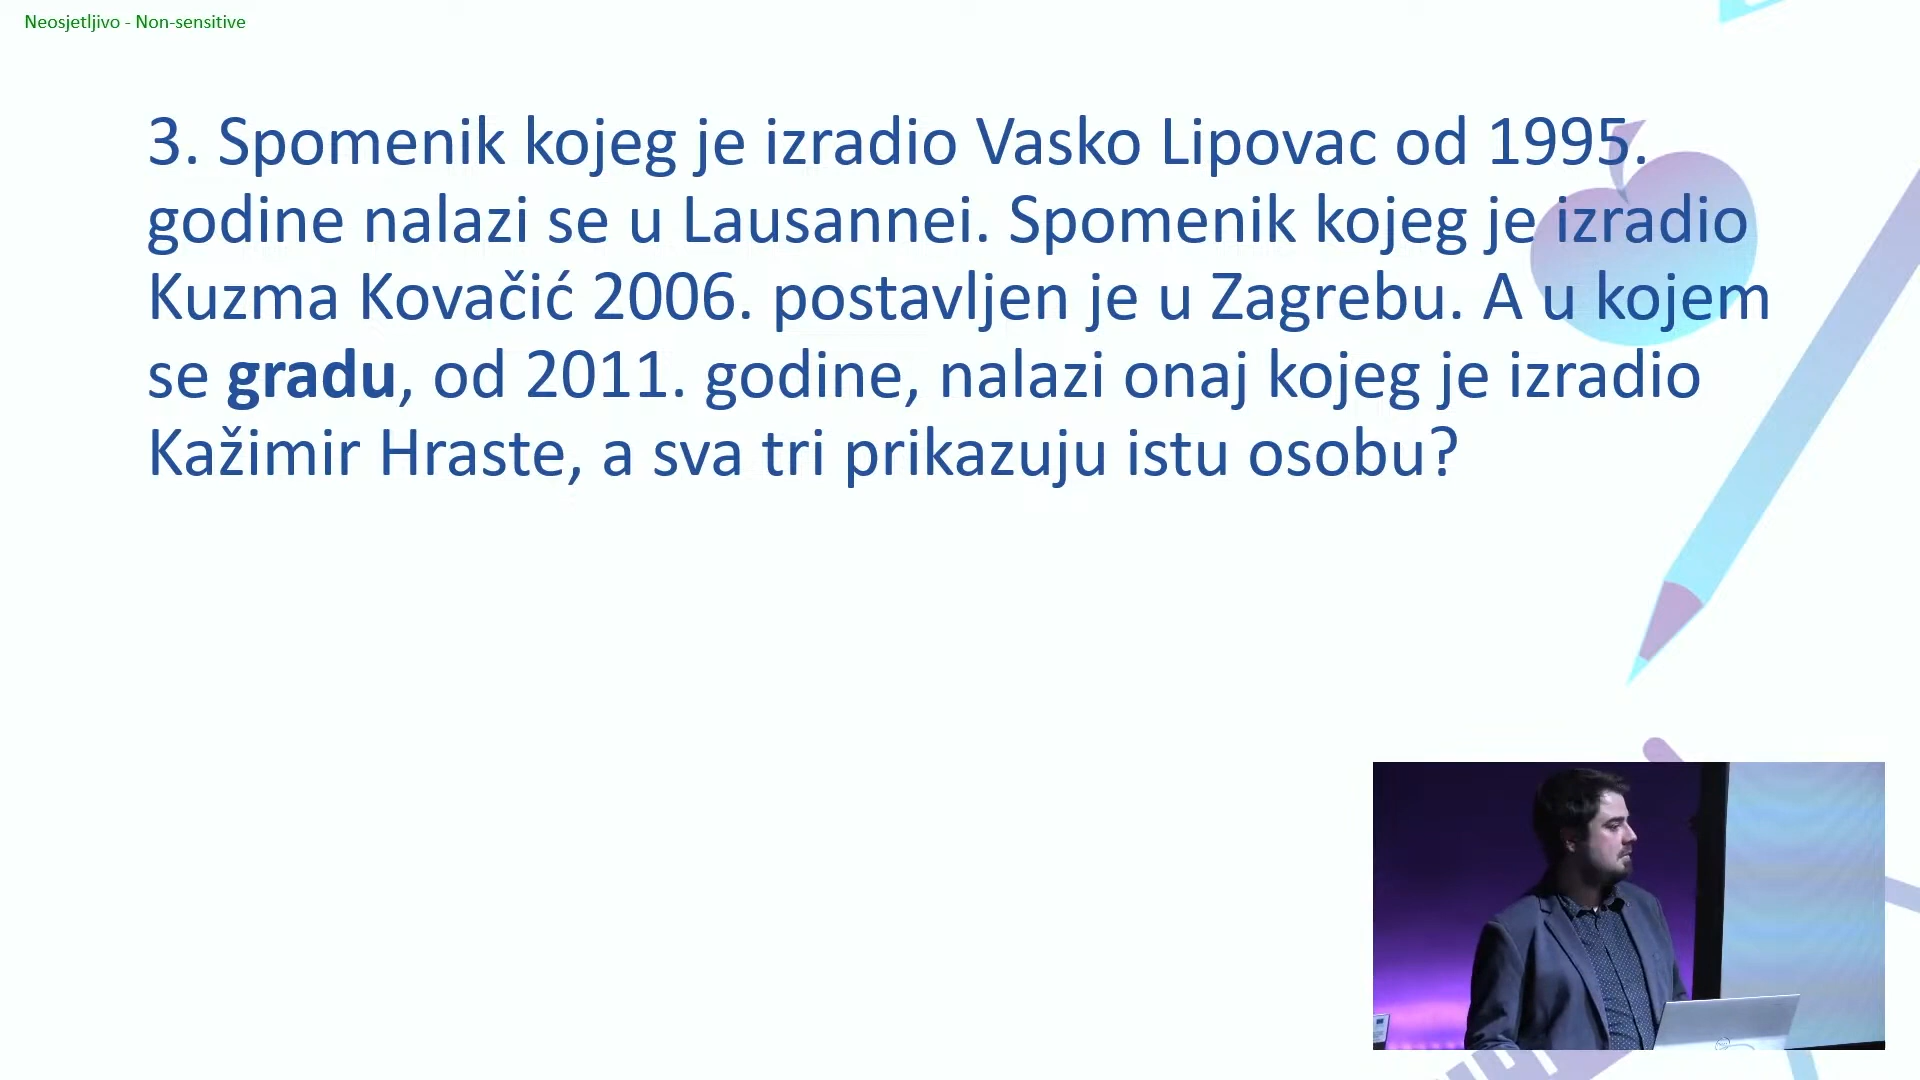 Neosjetljivo - Non-sensitive
3. Spomenik kojeg je izradio Vasko Lipovac od 1995.
godine nalazi se u Lausannei. Spomenik kojeg je izradio
Kuzma Kovačić 2006. postavljen je u Zagrebu. A u kojem
se gradu, od 2011. godine, nalazi onaj kojeg je izradio
Kažimir Hraste, a sva tri prikazuju istu osobu?